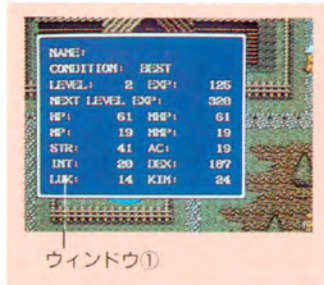 NAME:
CONDITION: BEST
LEVEL: 2 EXP: 125
NEXT LEVEL EXP: 320
HP: 61 MHP: 61
MP: 19 MMP: 19
STR: 41 AC: 19
INT: 20 DEX: 107
LUK: 14 KIM: 24
ウィンドウ①